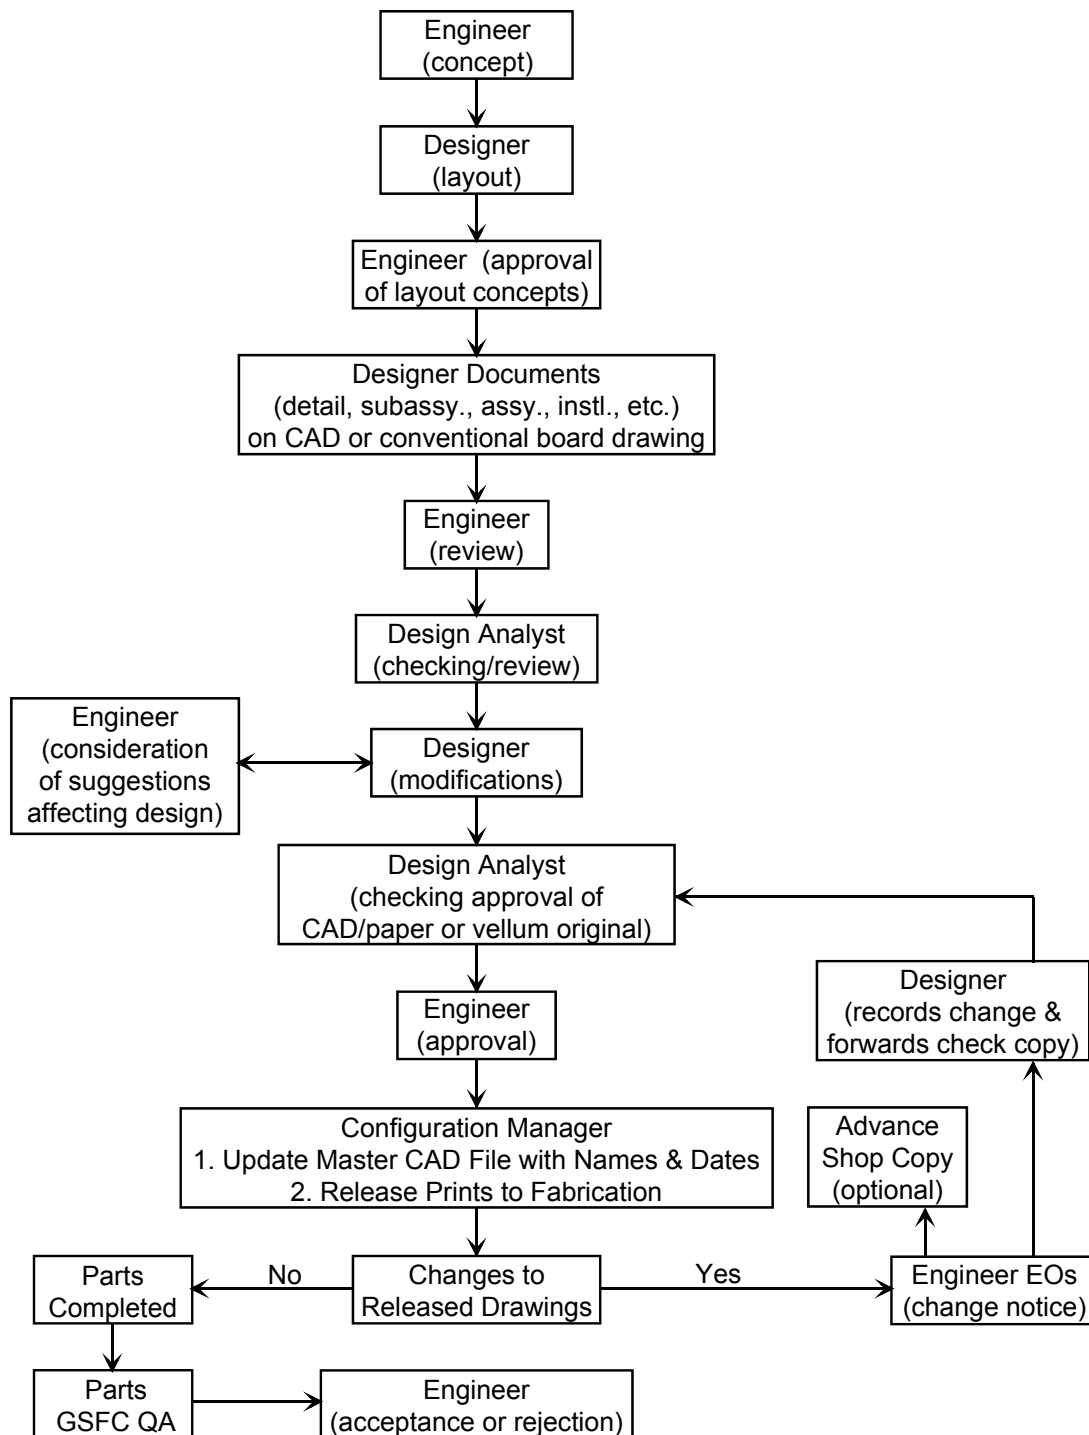 Engineer
(concept)
Designer
(layout)
Engineer (approval
of layout concepts)
Designer Documents
(detail, subassy., assy., instl., etc.)
on CAD or conventional board drawing
Engineer
(review)
Design Analyst
(checking/review)
Engineer
(consideration
of suggestions
affecting design)
Designer
(modifications)
Design Analyst
(checking approval of
CAD/paper or vellum original)
Designer
(records change &
forwards check copy)
Engineer
(approval)
Configuration Manager
1. Update Master CAD File with Names & Dates
2. Release Prints to Fabrication
Advance
Shop Copy
(optional)
Parts
Completed
No
Changes to
Released Drawings
Yes
Engineer EOs
(change notice)
Parts
GSFC QA
Engineer
(acceptance or rejection)